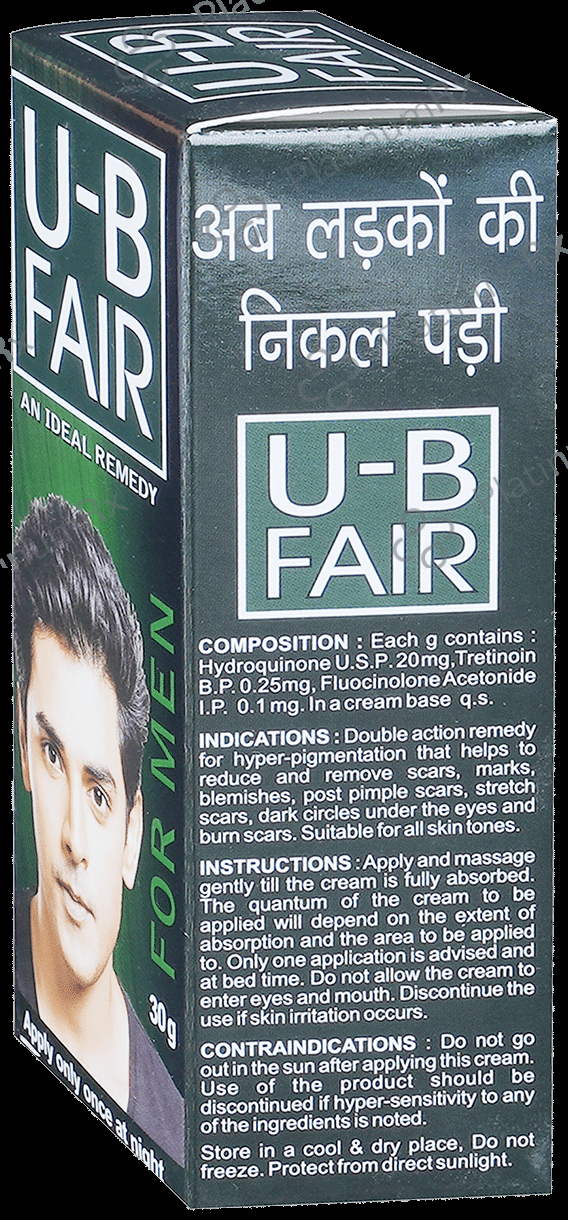 U-B
FAIR
U-B
FAIR
AN IDEAL REMEDY
FOR MEN
30g
Apply only once at night
अब लड़कों की
निकल पड़ी
U-B
FAIR
COMPOSITION : Each g contains :
Hydroquinone U.S.P. 20mg, Tretinoin
B.P. 0.25mg, Fluocinolone Acetonide
I.P. 0.1 mg. In a cream base q.s.
INDICATIONS : Double action remedy
for hyper-pigmentation that helps to
reduce and remove scars, marks,
blemishes, post pimple scars, stretch
scars, dark circles under the eyes and
burn scars. Suitable for all skin tones.
INSTRUCTIONS : Apply and massage
gently till the cream is fully absorbed.
The quantum of the cream to be
applied will depend on the extent of
absorption and the area to be applied
to. Only one application is advised and
at bed time. Do not allow the cream to
enter eyes and mouth. Discontinue the
use if skin irritation occurs.
CONTRAINDICATIONS : Do not go
out in the sun after applying this cream.
Use of the product should be
discontinued if hyper-sensitivity to any
of the ingredients is noted.
Store in a cool & dry place, Do not
freeze. Protect from direct sunlight.